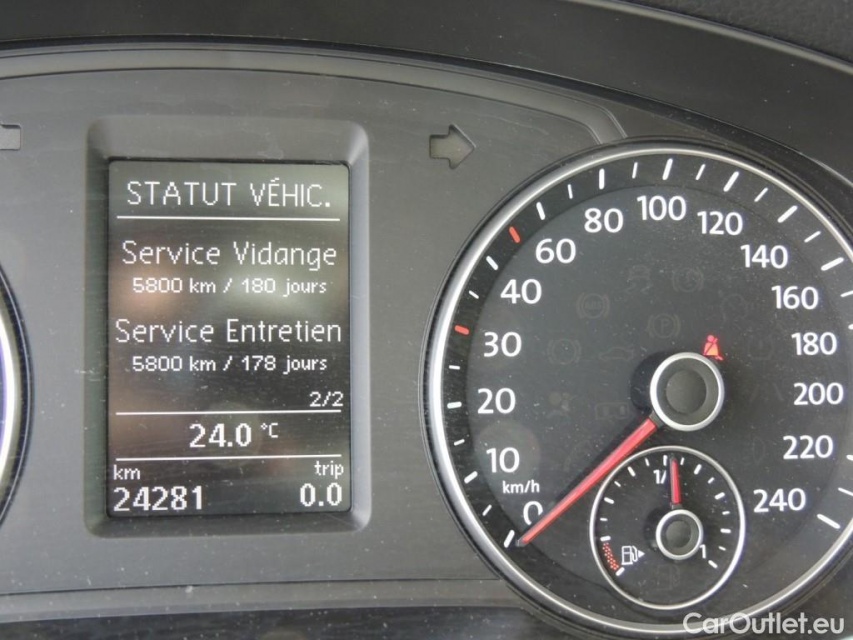 STATUT VÉHIC.
Service Vidange
5800 km / 180 jours
Service Entretien
5800 km / 178 jours
2/2
24.0 °C
km trip
24281 0.0
0
10
20
30
40
60
80
100
120
140
160
180
200
220
240
km/h
1/
1
CarOutlet.eu